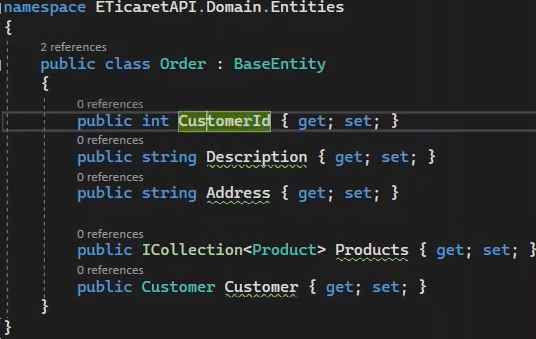 namespace ETicaretAPI.Domain.Entities
{
2 references
public class Order : BaseEntity
{
0 references
public int CustomerId { get; set; }
0 references
public string Description { get; set; }
0 references
public string Address { get; set; }
0 references
public ICollection<Product> Products { get; set; }
0 references
public Customer Customer { get; set; }
}
}